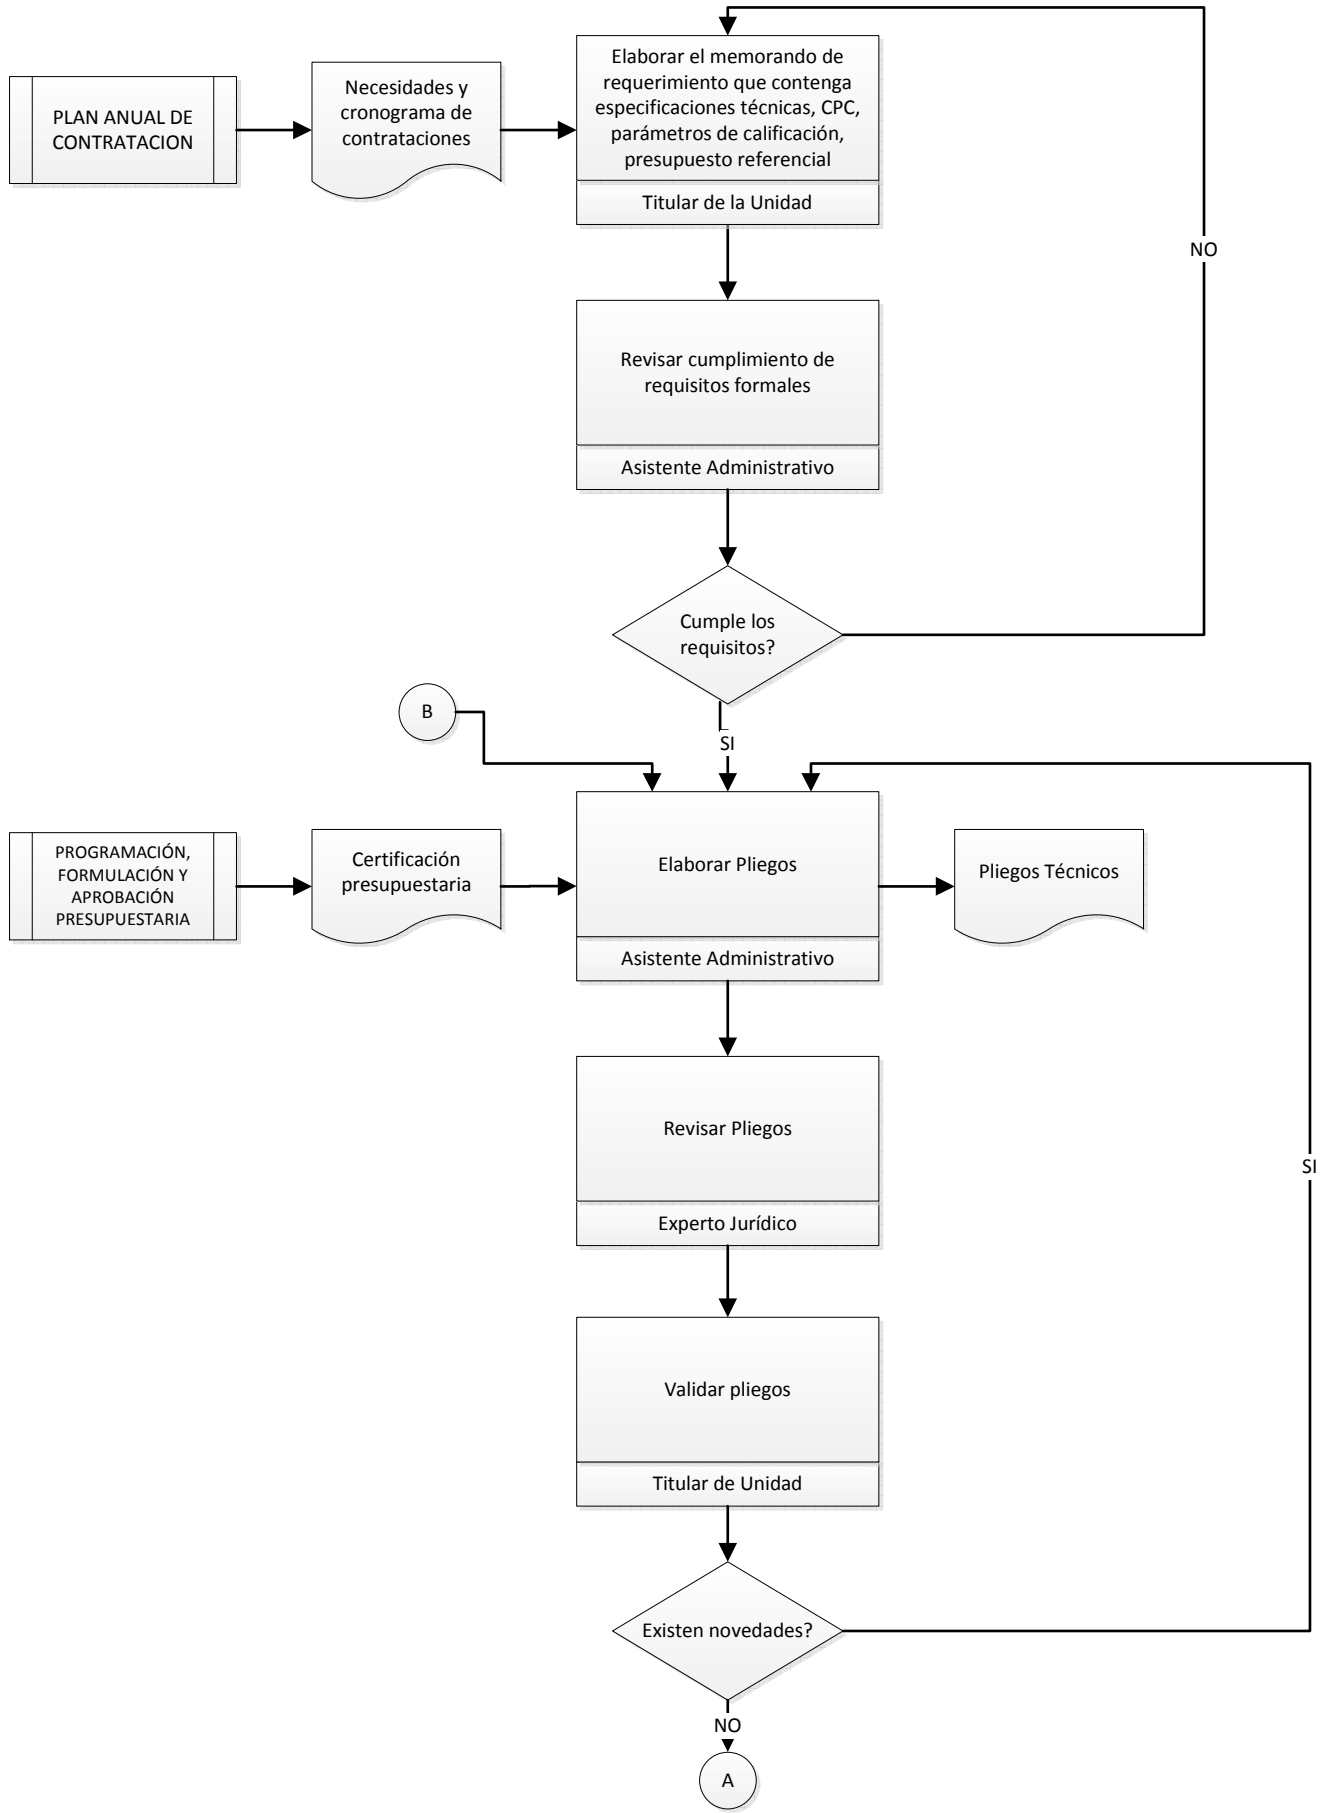 PLAN ANUAL DE
CONTRATACION
Necesidades y
cronograma de
contrataciones
Elaborar el memorando de
requerimiento que contenga
especificaciones técnicas, CPC,
parámetros de calificación,
presupuesto referencial
Titular de la Unidad
NO
Revisar cumplimiento de
requisitos formales
Asistente Administrativo
Cumple los
requisitos?
B
SI
PROGRAMACIÓN,
FORMULACIÓN Y
APROBACIÓN
PRESUPUESTARIA
Certificación
presupuestaria
Elaborar Pliegos
Asistente Administrativo
Pliegos Técnicos
Revisar Pliegos
Experto Jurídico
SI
Validar pliegos
Titular de Unidad
Existen novedades?
NO
A